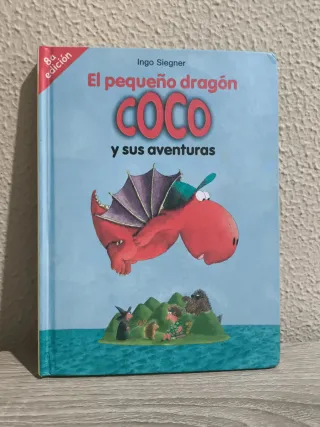 8a edición
Ingo Siegner
El pequeño dragón
COCO
y sus aventuras